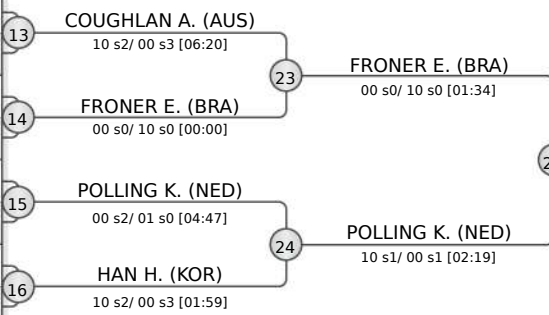 13
COUGHLAN A. (AUS)
10 s2/ 00 s3 [06:20]
23
FRONER E. (BRA)
00 s0/ 10 s0 [01:34]
14
FRONER E. (BRA)
00 s0/ 10 s0 [00:00]
15
POLLING K. (NED)
00 s2/ 01 s0 [04:47]
24
POLLING K. (NED)
10 s1/ 00 s1 [02:19]
16
HAN H. (KOR)
10 s2/ 00 s3 [01:59]